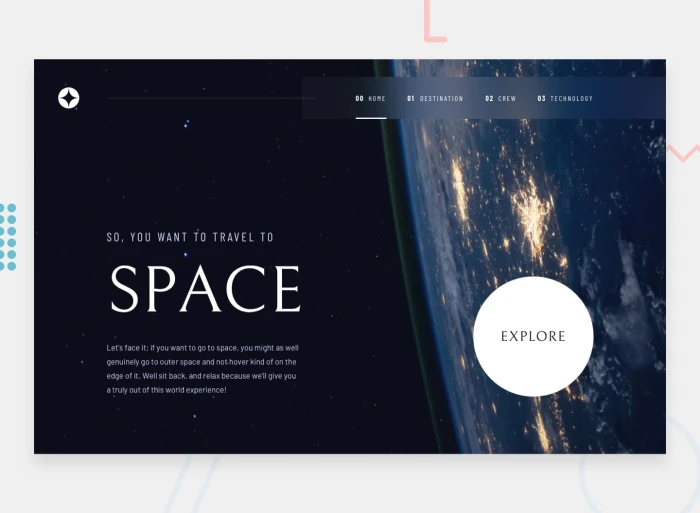 00 HOME 01 DESTINATION 02 CREW 03 TECHNOLOGY
SO, YOU WANT TO TRAVEL TO
SPACE
Let's face it; if you want to go to space, you might as well
genuinely go to outer space and not hover kind of on the
edge of it. Well sit back, and relax because we'll give you
a truly out of this world experience!
EXPLORE